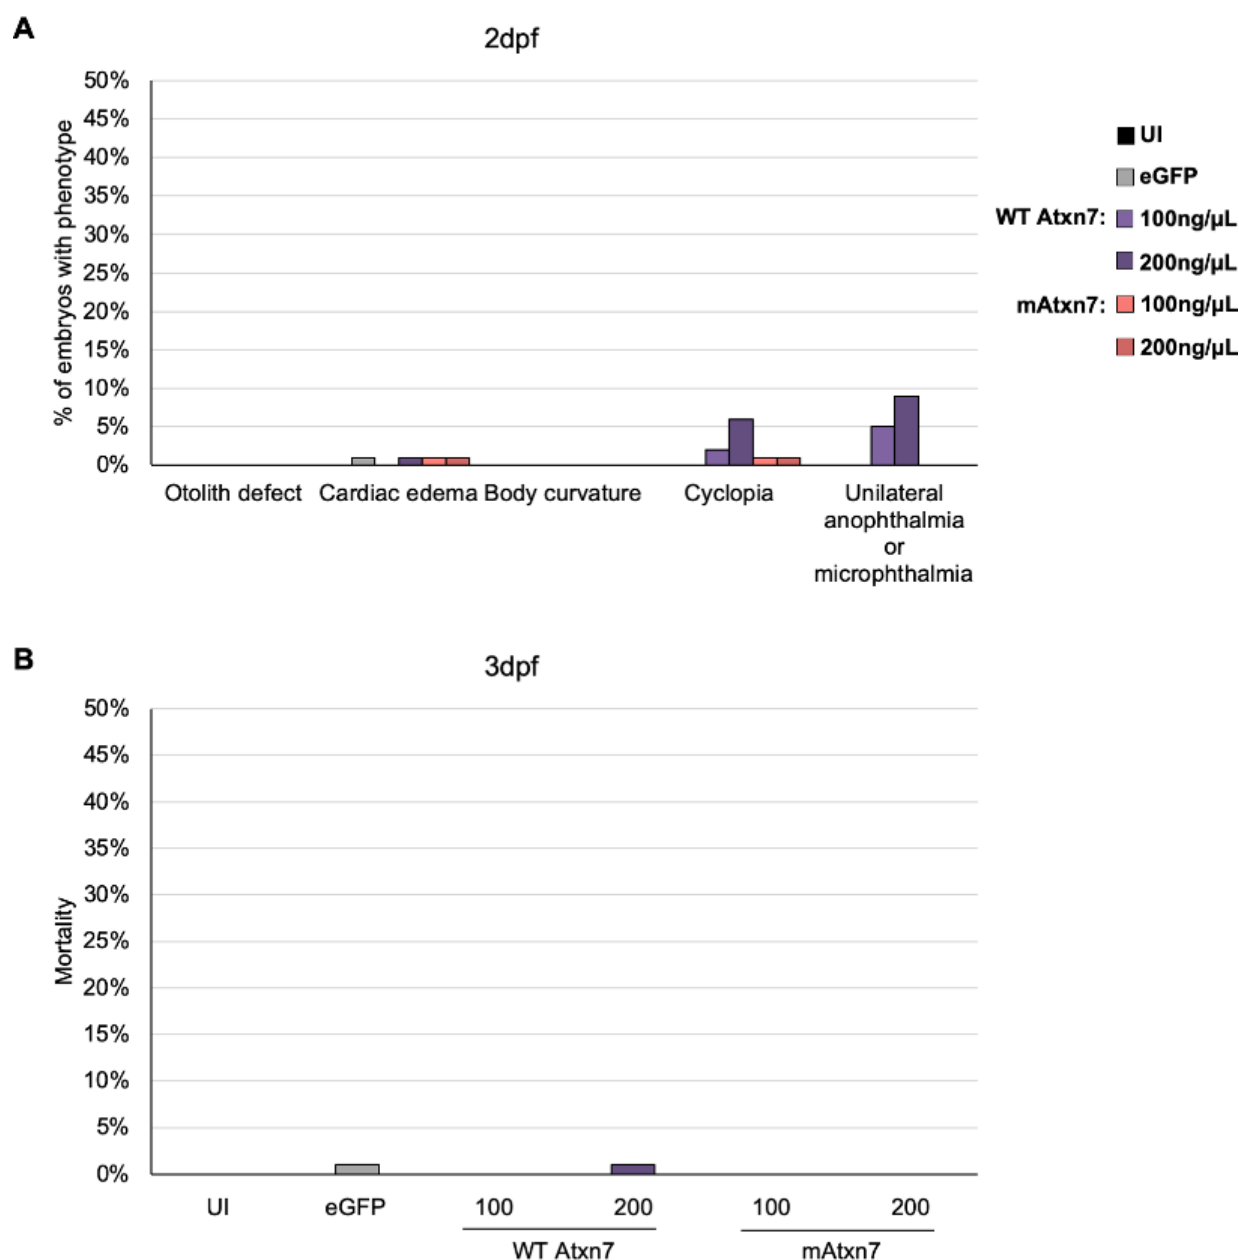 A
2dpf
50%
45%
40%
35%
30%
25%
20%
15%
10%
5%
0%
% of embryos with phenotype
Otolith defect
Cardiac edema
Body curvature
Cyclopia
Unilateral
anophthalmia
or
microphthalmia
UI
eGFP
WT Atxn7: 100ng/μL
200ng/μL
mAtxn7: 100ng/μL
200ng/μL
B
3dpf
50%
45%
40%
35%
30%
25%
20%
15%
10%
5%
0%
Mortality
UI eGFP 100 200 100 200
WT Atxn7 mAtxn7